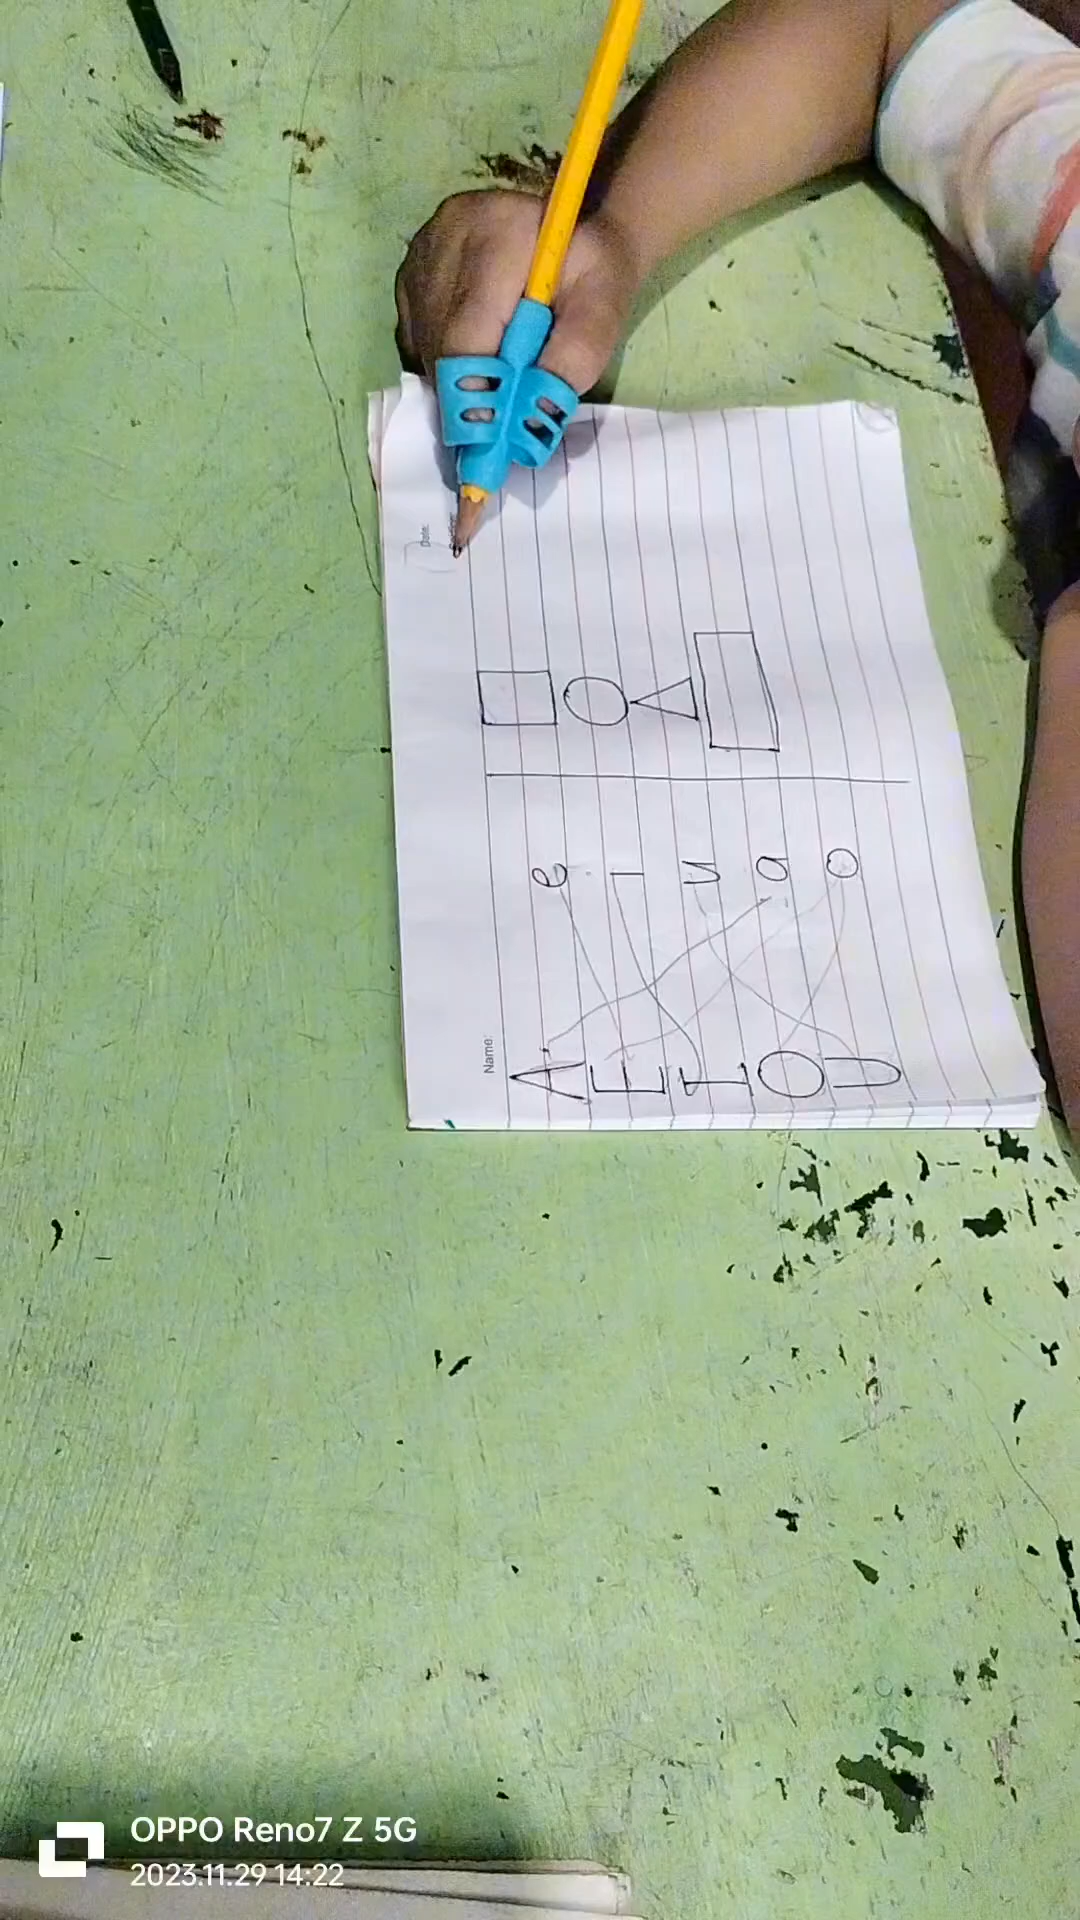 Date:
Name:
A e
E i
I u
O a
U o
OPPO Reno7 Z 5G
2023.11.29 14:22